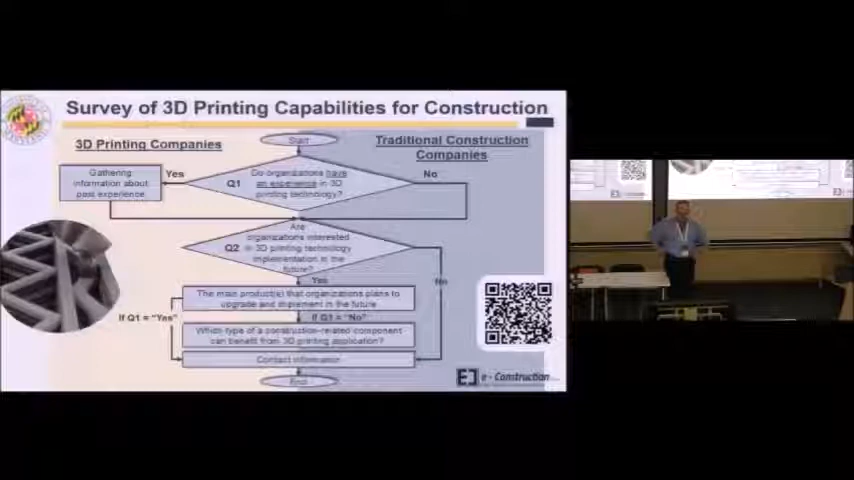 Survey of 3D Printing Capabilities for Construction
3D Printing Companies
Start
Traditional Construction
Companies
Gathering
information about
past experience
Yes
Q1
Do organizations have
an experience in 3D
printing technology?
No
Are
Q2
organizations interested
in 3D printing technology
implementation in the
future?
Yes
No
The main product(s) that organizations plans to
upgrade and implement in the future
If Q1 = "Yes"
If Q1 = "No"
Which type of a construction-related component
can benefit from 3D printing application?
Contact information
End
e - Construction